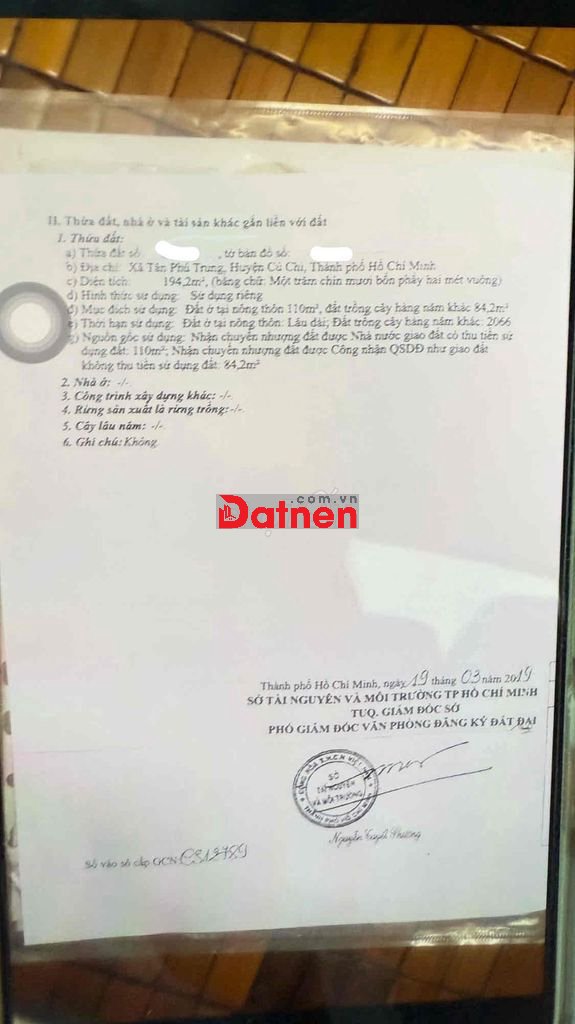 II. Thửa đất, nhà ở và tài sản khác gắn liền với đất
1. Thửa đất:
a) Thửa đất số: , tờ bản đồ số:
b) Địa chỉ: Xã Tân Phú Trung, Huyện Củ Chi, Thành phố Hồ Chí Minh
c) Diện tích: 194,2m², (bằng chữ: Một trăm chín mươi bốn phẩy hai mét vuông)
d) Hình thức sử dụng: Sử dụng riêng
đ) Mục đích sử dụng: Đất ở tại nông thôn 110m², đất trồng cây hàng năm khác 84,2m²
e) Thời hạn sử dụng: Đất ở tại nông thôn: Lâu dài; Đất trồng cây hàng năm khác: 2066
g) Nguồn gốc sử dụng: Nhận chuyển nhượng đất được Nhà nước giao đất có thu tiền sử
dụng đất: 110m²; Nhận chuyển nhượng đất được Công nhận QSDĐ như giao đất
không thu tiền sử dụng đất: 84,2m²
2. Nhà ở: -/-
3. Công trình xây dựng khác: -/-
4. Rừng sản xuất là rừng trồng: -/-
5. Cây lâu năm: -/-
6. Ghi chú: Không.
.com.vn
Datnen
Thành phố Hồ Chí Minh, ngày 19 tháng 03 năm 2019
SỞ TÀI NGUYÊN VÀ MÔI TRƯỜNG TP HỒ CHÍ MINH
TUQ. GIÁM ĐỐC SỞ
PHÓ GIÁM ĐỐC VĂN PHÒNG ĐĂNG KÝ ĐẤT ĐAI
SỞ
TÀI NGUYÊN
VÀ MÔI TRƯỜNG
Nguyễn Phương
Số vào sổ cấp GCN: